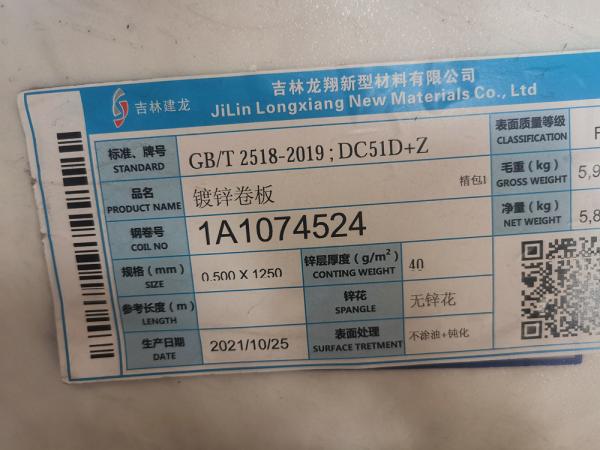 吉林建龙
吉林龙翔新型材料有限公司
JiLin Longxiang New Materials Co., Ltd
标准、牌号
STANDARD
GB/T 2518-2019 ; DC51D+Z
表面质量等级
CLASSIFICATION
F
品名
PRODUCT NAME
镀锌卷板
精包1
毛重(kg)
GROSS WEIGHT
5,9
钢卷号
COIL NO
1A1074524
净重(kg)
NET WEIGHT
5,8
规格(mm)
SIZE
0.500 X 1250
锌层厚度(g/m²)
CONTING WEIGHT
40
参考长度(m)
LENGTH
锌花
SPANGLE
无锌花
生产日期
DATE
2021/10/25
表面处理
SURFACE TRETMENT
不涂油+钝化